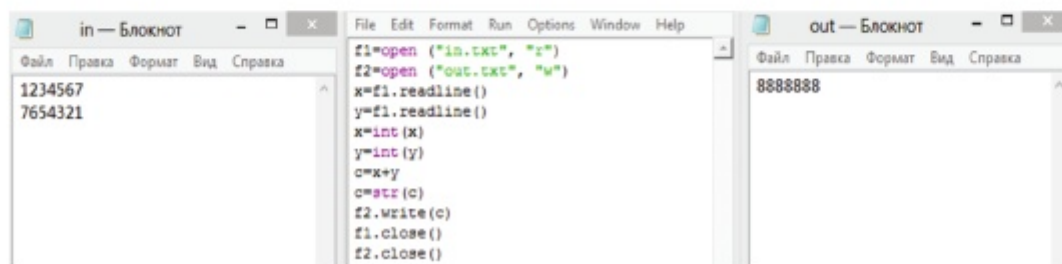 in — Блокнот
Файл Правка Формат Вид Справка
1234567
7654321
File Edit Format Run Options Window Help
f1=open ("in.txt", "r")
f2=open ("out.txt", "w")
x=f1.readline()
y=f1.readline()
x=int(x)
y=int(y)
c=x+y
c=str(c)
f2.write(c)
f1.close()
f2.close()
out — Блокнот
Файл Правка Формат Вид Справка
8888888